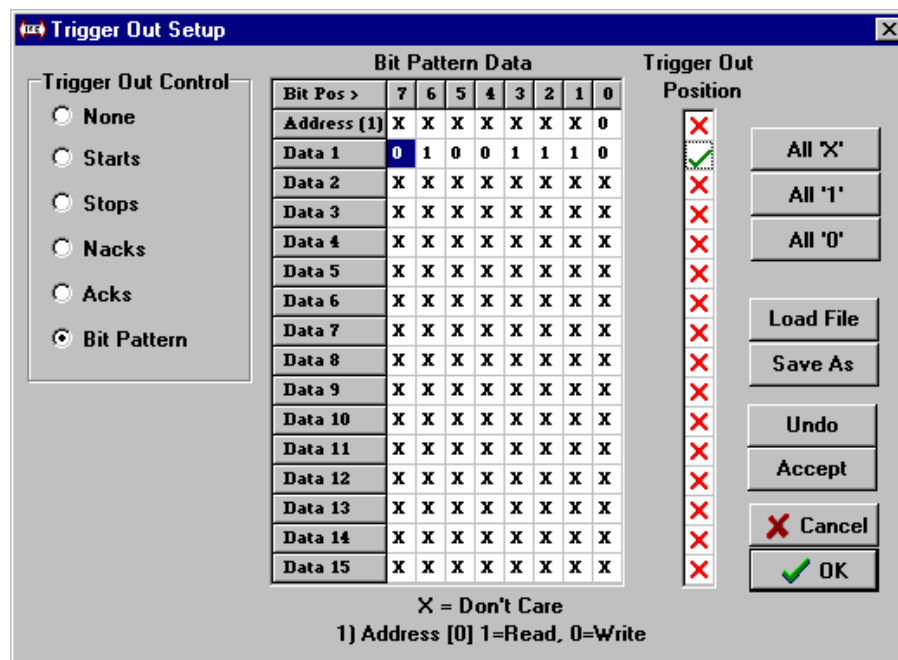 Trigger Out Setup
Trigger Out Control
None
Starts
Stops
Nacks
Acks
Bit Pattern
Bit Pattern Data
Bit Pos > 7 6 5 4 3 2 1 0
Address (1) X X X X X X X 0
Data 1 0 1 0 0 1 1 1 0
Data 2 X X X X X X X X
Data 3 X X X X X X X X
Data 4 X X X X X X X X
Data 5 X X X X X X X X
Data 6 X X X X X X X X
Data 7 X X X X X X X X
Data 8 X X X X X X X X
Data 9 X X X X X X X X
Data 10 X X X X X X X X
Data 11 X X X X X X X X
Data 12 X X X X X X X X
Data 13 X X X X X X X X
Data 14 X X X X X X X X
Data 15 X X X X X X X X
X = Don't Care
1) Address [0] 1=Read, 0=Write
Trigger Out
Position
All 'X'
All '1'
All '0'
Load File
Save As
Undo
Accept
Cancel
OK